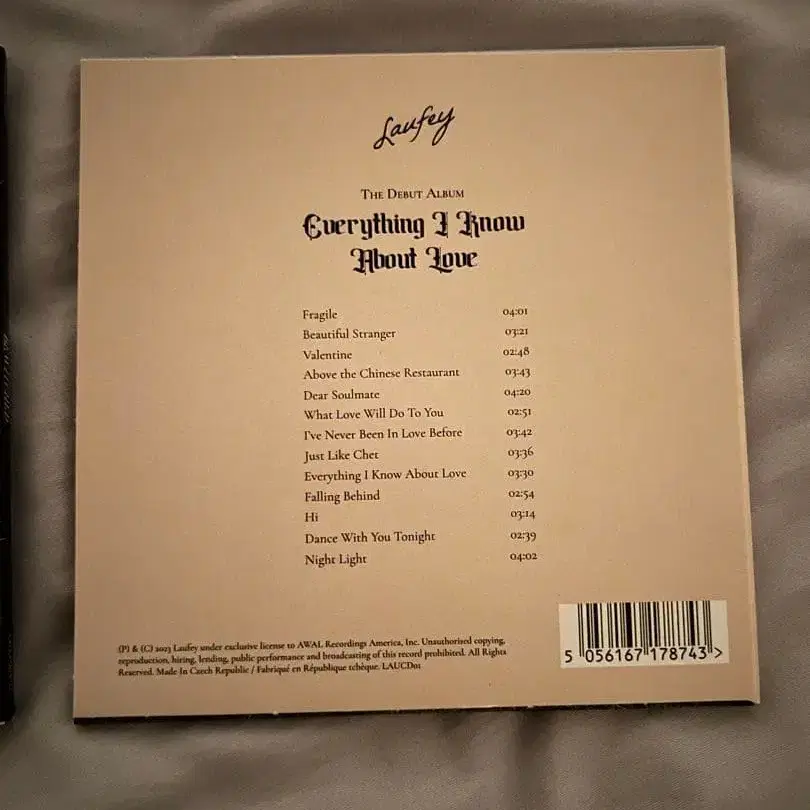 Laufey
The Debut Album
Everything I Know
About Love
Fragile 04:01
Beautiful Stranger 03:21
Valentine 02:48
Above the Chinese Restaurant 03:43
Dear Soulmate 04:20
What Love Will Do To You 02:51
I've Never Been In Love Before 03:42
Just Like Chet 03:36
Everything I Know About Love 03:30
Falling Behind 02:54
Hi 03:14
Dance With You Tonight 02:39
Night Light 04:02
(P) & (C) 2023 Laufey under exclusive license to AWAL Recordings America, Inc. Unauthorised copying,
reproduction, hiring, lending, public performance and broadcasting of this record prohibited. All Rights
Reserved. Made In Czech Republic / Fabriqué en République tchèque. LAUCD01
5 056167 178743 >